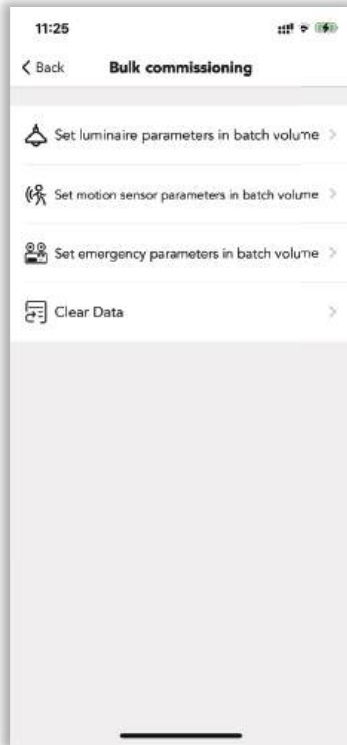 11:25
Back Bulk commissioning
Set luminaire parameters in batch volume
Set motion sensor parameters in batch volume
Set emergency parameters in batch volume
Clear Data